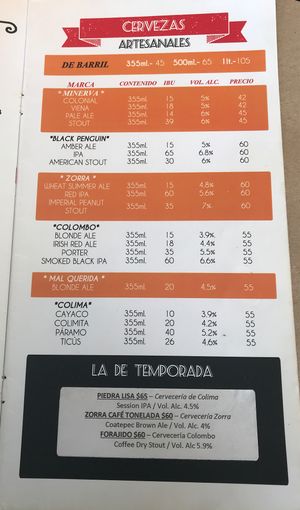 CERVEZAS
ARTESANALES
DE BARRIL 355ml.- 45 500ml.- 65 1lt.-105
MARCA CONTENIDO IBU VOL. ALC. PRECIO
*MINERVA*
COLONIAL 355ml. 15 5% 42
VIENA 355ml. 18 5% 42
PALE ALE 355ml. 14 6% 45
STOUT 355ml. 39 6% 45
*BLACK PENGUIN*
AMBER ALE 355ml. 15 5% 60
IPA 355ml. 65 6.8% 60
AMERICAN STOUT 355ml. 30 6% 60
* ZORRA*
WHEAT SUMMER ALE 355ml. 15 4.8% 60
RED IPA 355ml. 60 5.6% 60
IMPERIAL PEANUT STOUT 355ml. 35 7% 60
*COLOMBO*
BLONDE ALE 355ml. 15 3.9% 55
IRISH RED ALE 355ml. 18 4.4% 55
PORTER 355ml. 35 5.5% 55
SMOKED BLACK IPA 355ml. 60 6.6% 55
* MAL QUERIDA*
BLONDE ALE 355ml. 20 4.5% 55
*COLIMA*
CAYACO 355ml. 10 3.9% 55
COLIMITA 355ml. 20 4.2% 55
PÁRAMO 355ml. 40 5.2% 55
TICÚS 355ml. 26 4.6% 55
LA DE TEMPORADA
PIEDRA LISA $65 – Cervecería de Colima
Session IPA / Vol. Alc. 4.5%
ZORRA CAFÉ TONELADA $60 – Cervecería Zorra
Coatepec Brown Ale / Vol. Alc. 4%
FORAJIDO $60 – Cervecería Colombo
Coffee Dry Stout / Vol. Alc 5.9%